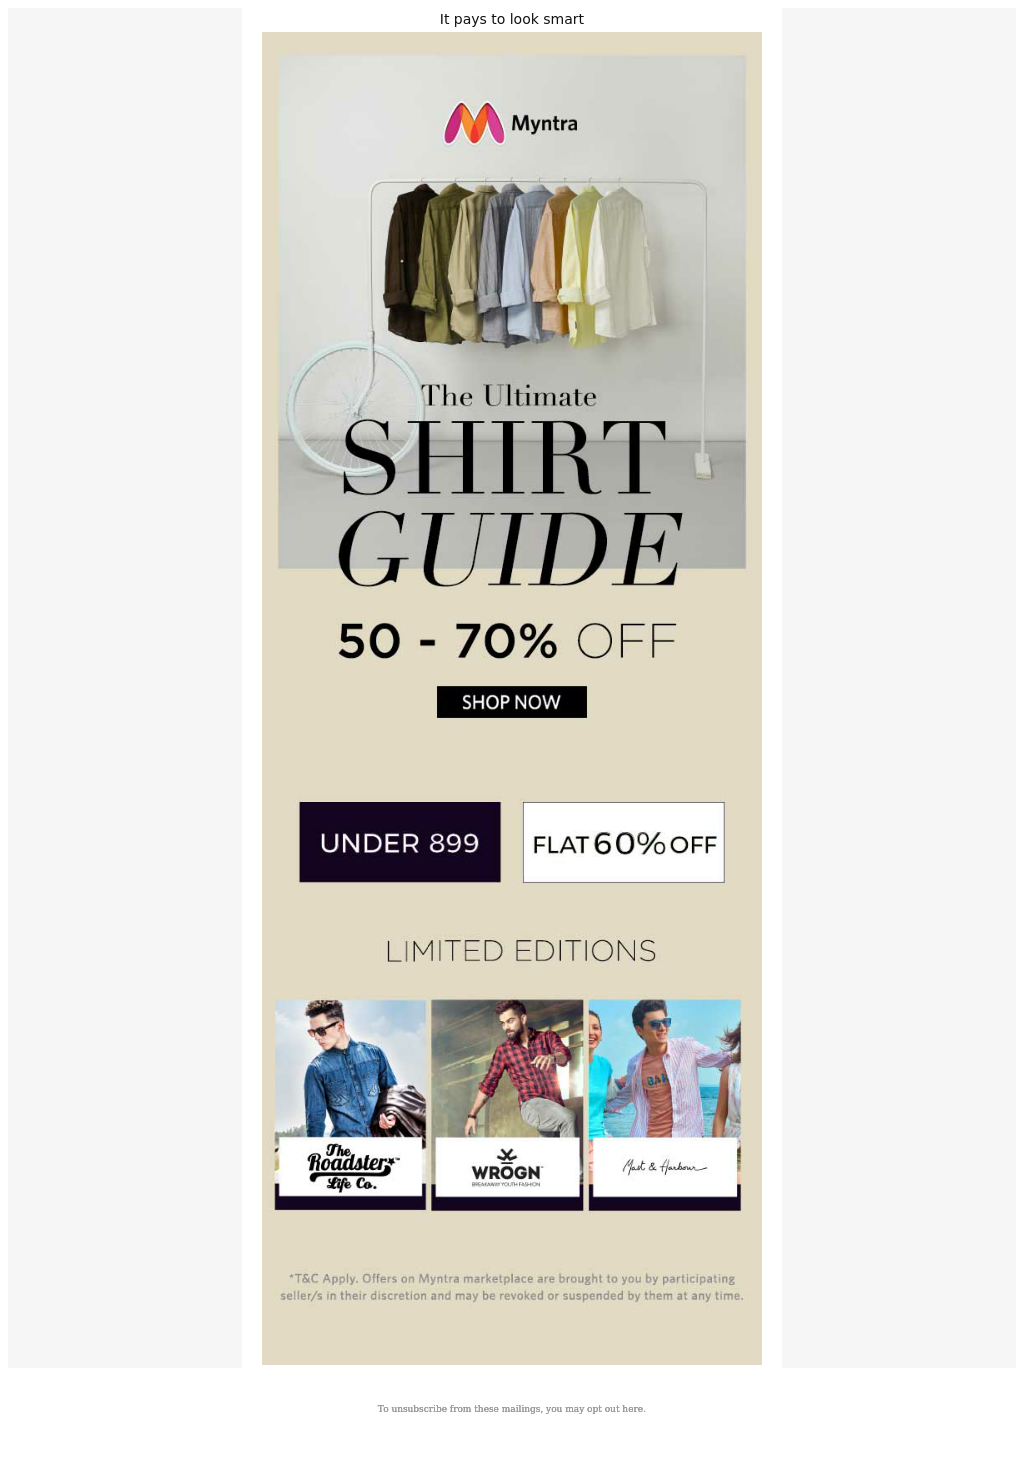 It pays to look smart
Myntra
The Ultimate
SHIRT
GUIDE
50 - 70% OFF
SHOP NOW
UNDER 899
FLAT 60% OFF
LIMITED EDITIONS
BAR
The
Roadster™
Life Co.
WROGN™
BREAKAWAY YOUTH FASHION
Mast & Harbour
*T&C Apply. Offers on Myntra marketplace are brought to you by participating
seller/s in their discretion and may be revoked or suspended by them at any time.
To unsubscribe from these mailings, you may opt out here.